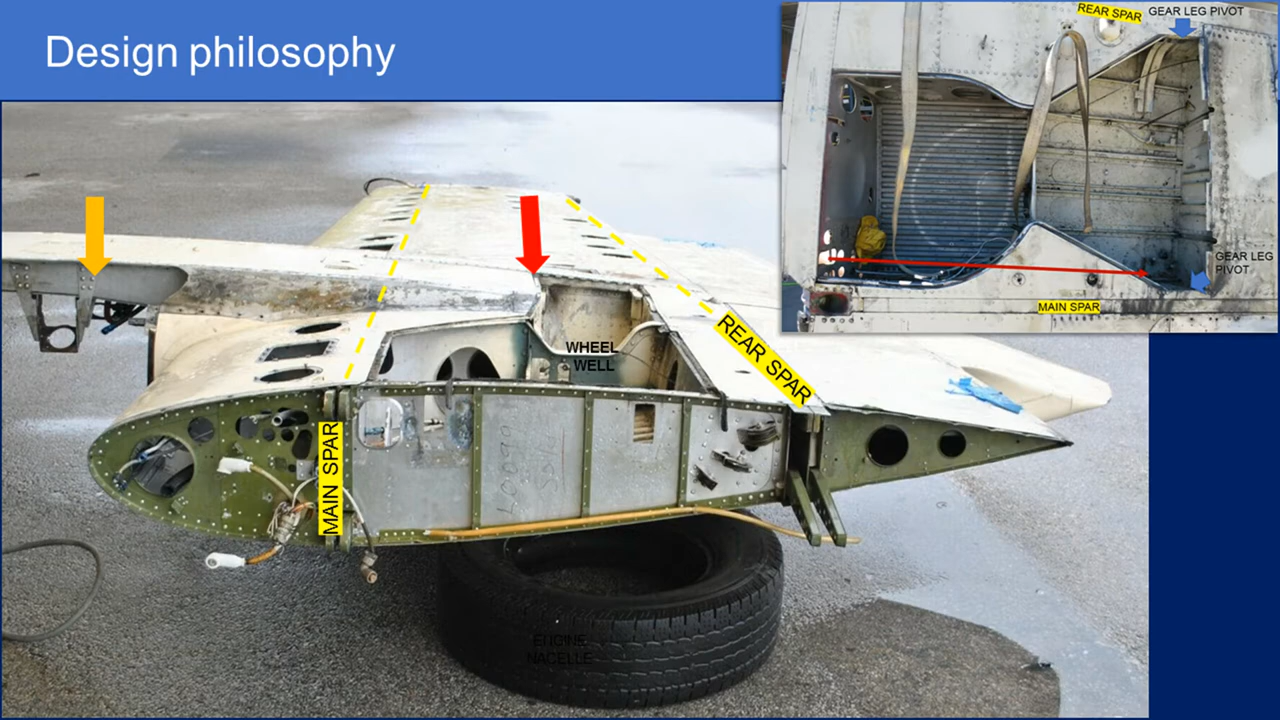 Design philosophy
REAR SPAR
GEAR LEG PIVOT
GEAR LEG
PIVOT
MAIN SPAR
WHEEL
WELL
REAR SPAR
MAIN SPAR
ENGINE
NACELLE